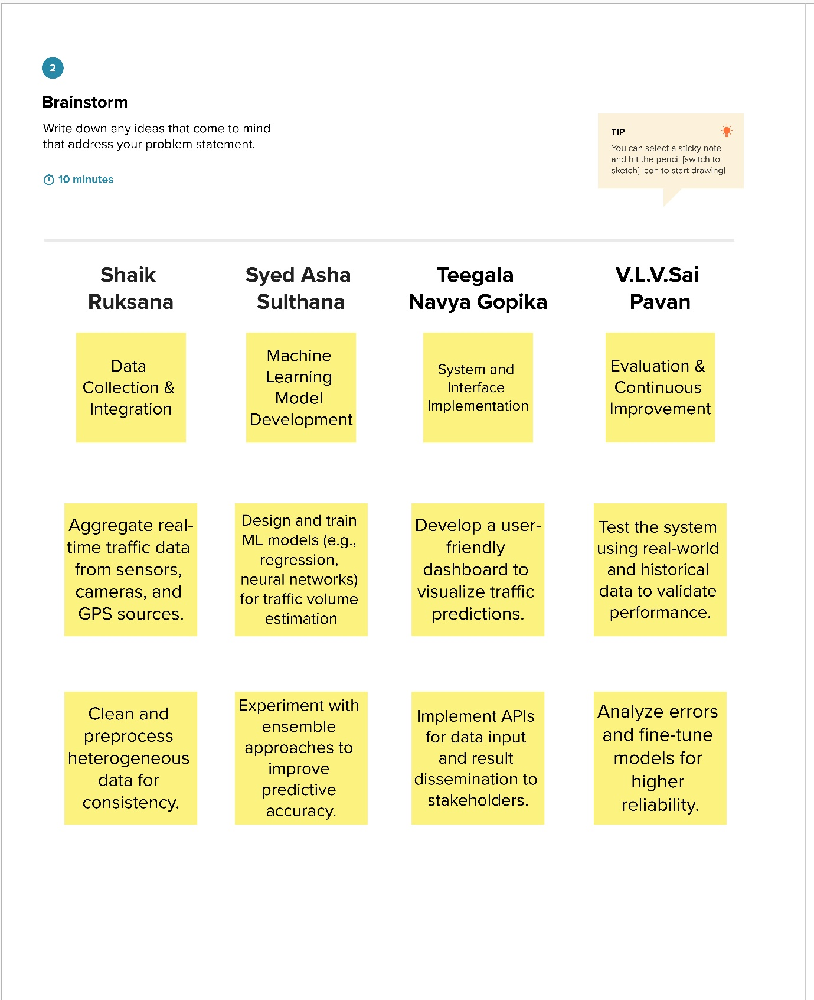 2
Brainstorm
Write down any ideas that come to mind
that address your problem statement.
10 minutes
TIP
You can select a sticky note
and hit the pencil [switch to
sketch] icon to start drawing!
Shaik
Ruksana
Syed Asha
Sulthana
Teegala
Navya Gopika
V.L.V.Sai
Pavan
Data
Collection &
Integration
Machine
Learning
Model
Development
System and
Interface
Implementation
Evaluation &
Continuous
Improvement
Aggregate real-
time traffic data
from sensors,
cameras, and
GPS sources.
Design and train
ML models (e.g.,
regression,
neural networks)
for traffic volume
estimation
Develop a user-
friendly
dashboard to
visualize traffic
predictions.
Test the system
using real-world
and historical
data to validate
performance.
Clean and
preprocess
heterogeneous
data for
consistency.
Experiment with
ensemble
approaches to
improve
predictive
accuracy.
Implement APIs
for data input
and result
dissemination to
stakeholders.
Analyze errors
and fine-tune
models for
higher
reliability.